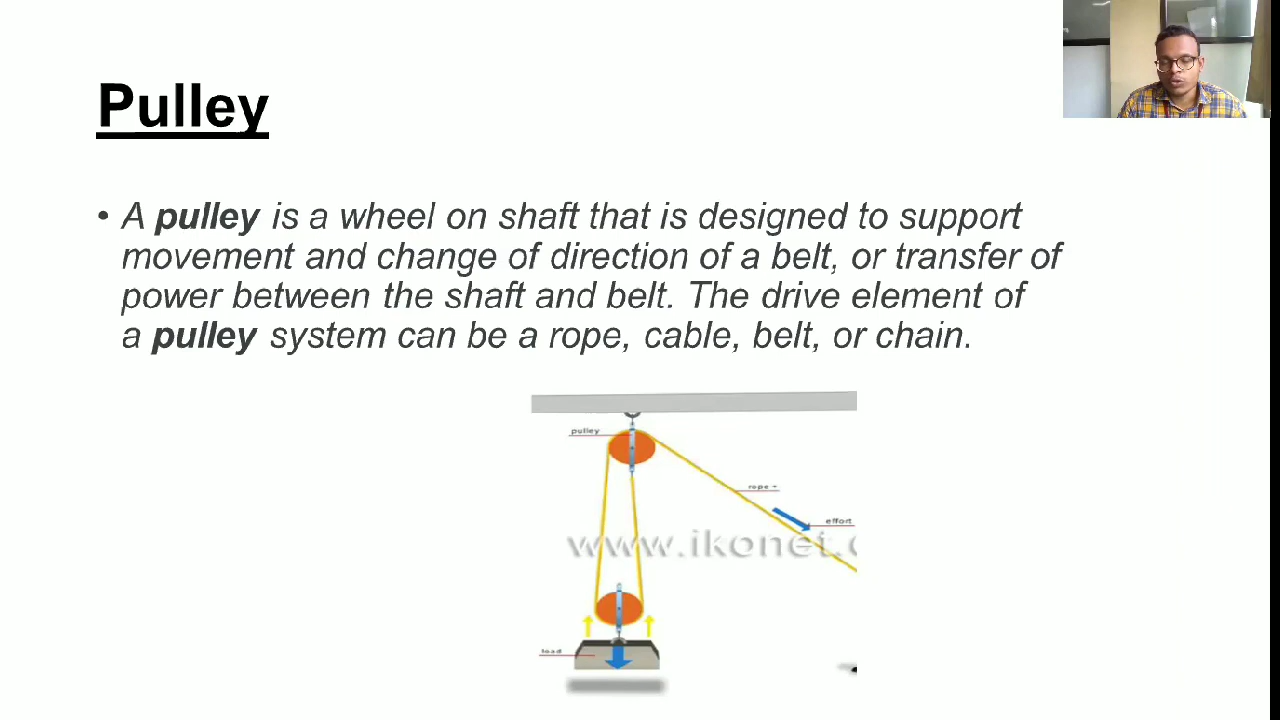 Pulley
• A pulley is a wheel on shaft that is designed to support
movement and change of direction of a belt, or transfer of
power between the shaft and belt. The drive element of
a pulley system can be a rope, cable, belt, or chain.
pulley
rope
effort
www.ikonet.c
load